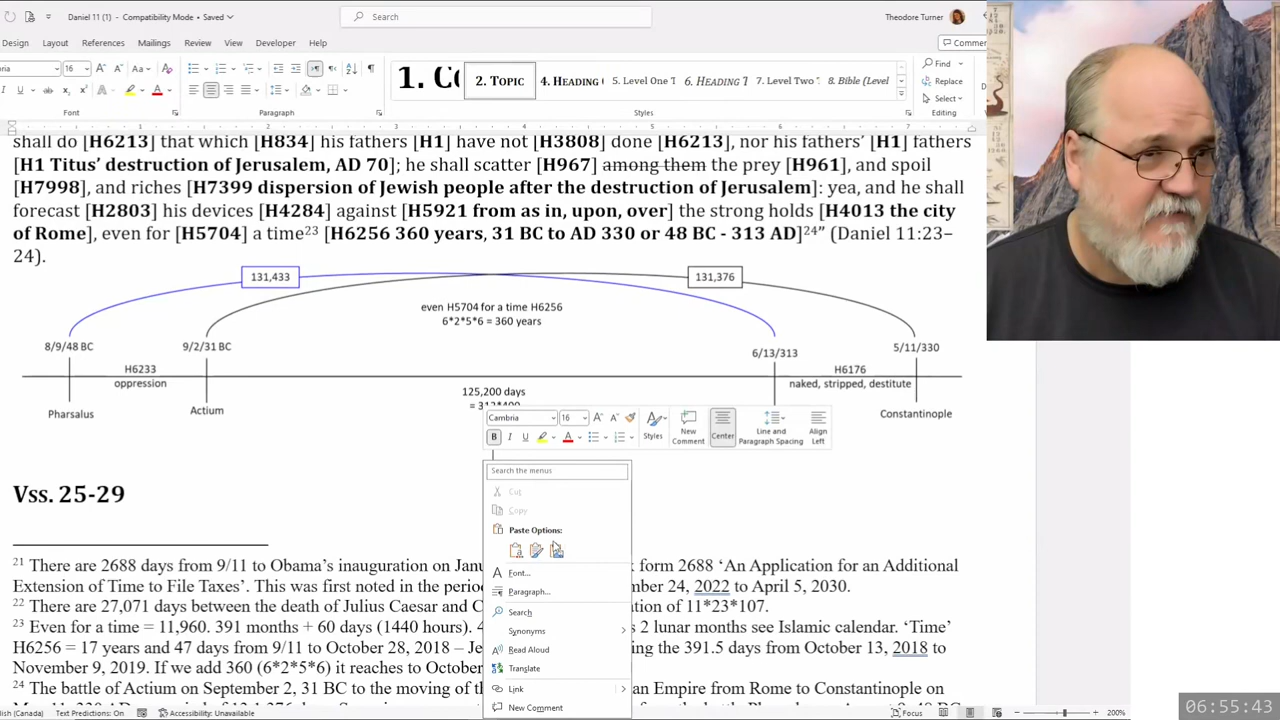 Daniel 11 (1) - Compatibility Mode • Saved
Search
Theodore Turner
Design Layout References Mailings Review View Developer Help
Comme
16 Aa
Find
Replace
Select
1. Co 2. TOPIC 4. HEADING 5. Level One T 6. HEADING T 7. Level Two 8. Bible (Level
Font Paragraph Styles Editing
shall do [H6213] that which [H834] his fathers [H1] have not [H3808] done [H6213], nor his fathers’ [H1] fathers
[H1 Titus’ destruction of Jerusalem, AD 70]; he shall scatter [H967] among them the prey [H961], and spoil
[H7998], and riches [H7399 dispersion of Jewish people after the destruction of Jerusalem]: yea, and he shall
forecast [H2803] his devices [H4284] against [H5921 from as in, upon, over] the strong holds [H4013 the city
of Rome], even for [H5704] a time23 [H6256 360 years, 31 BC to AD 330 or 48 BC - 313 AD]24” (Daniel 11:23–
24).
131,433
131,376
even H5704 for a time H6256
6*2*5*6 = 360 years
8/9/48 BC
9/2/31 BC
6/13/313
5/11/330
H6233
oppression
H6176
naked, stripped, destitute
125,200 days
Pharsalus
Actium
Constantinople
Cambria 16
B I U
Styles
New
Comment
Center
Line and
Paragraph Spacing
Align
Left
Search the menus
Cut
Copy
Paste Options:
Font...
Paragraph...
Search
Synonyms
Read Aloud
Translate
Link
New Comment
Vss. 25-29
21 There are 2688 days from 9/11 to Obama’s inauguration on Janu
form 2688 ‘An Application for an Additional
Extension of Time to File Taxes’. This was first noted in the perio
mber 24, 2022 to April 5, 2030.
22 There are 27,071 days between the death of Julius Caesar and C
ation of 11*23*107.
23 Even for a time = 11,960. 391 months + 60 days (1440 hours). 4
2 lunar months see Islamic calendar. ‘Time’
H6256 = 17 years and 47 days from 9/11 to October 28, 2018 – Je
ing the 391.5 days from October 13, 2018 to
November 9, 2019. If we add 360 (6*2*5*6) it reaches to October
24 The battle of Actium on September 2, 31 BC to the moving of th
an Empire from Rome to Constantinople on
lish (Canada) Text Predictions: On Accessibility: Unavailable
Focus
200%
06:55:43